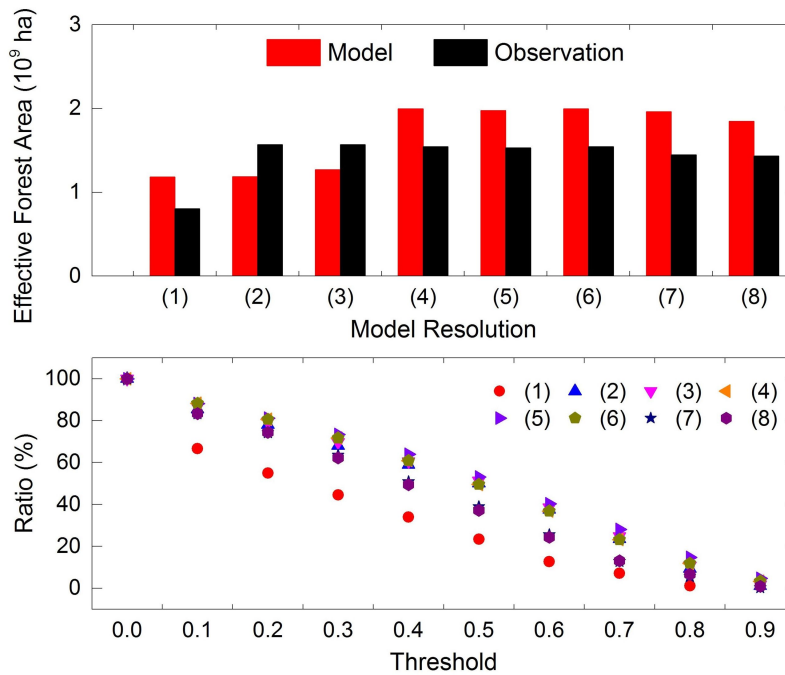 3
2
1
0
Effective Forest Area (10⁹ ha)
Model
Observation
(1) (2) (3) (4) (5) (6) (7) (8)
Model Resolution
100
80
60
40
20
0
Ratio (%)
(1) (2) (3) (4)
(5) (6) (7) (8)
0.0 0.1 0.2 0.3 0.4 0.5 0.6 0.7 0.8 0.9
Threshold